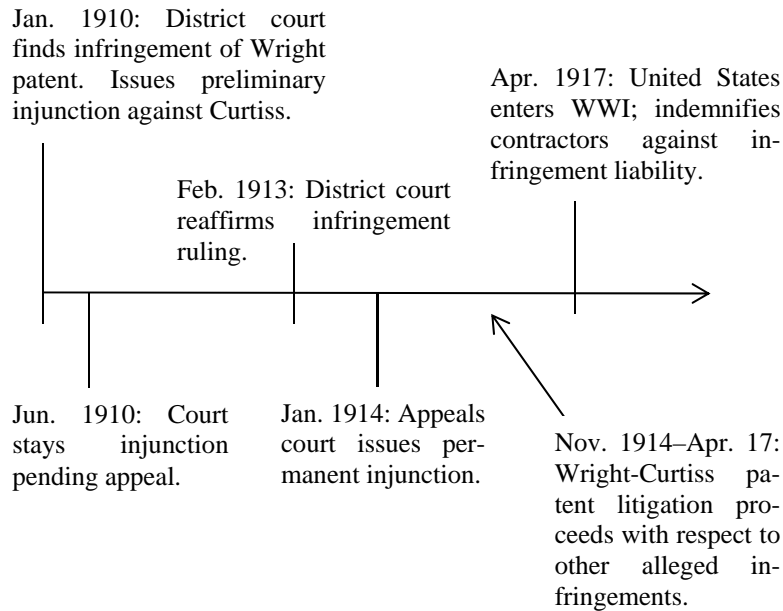 Jan. 1910: District court
finds infringement of Wright
patent. Issues preliminary
injunction against Curtiss.
Apr. 1917: United States
enters WWI; indemnifies
contractors against in-
fringement liability.
Feb. 1913: District court
reaffirms infringement
ruling.
Jun. 1910: Court
stays injunction
pending appeal.
Jan. 1914: Appeals
court issues per-
manent injunction.
Nov. 1914–Apr. 17:
Wright-Curtiss pa-
tent litigation pro-
ceeds with respect to
other alleged in-
fringements.